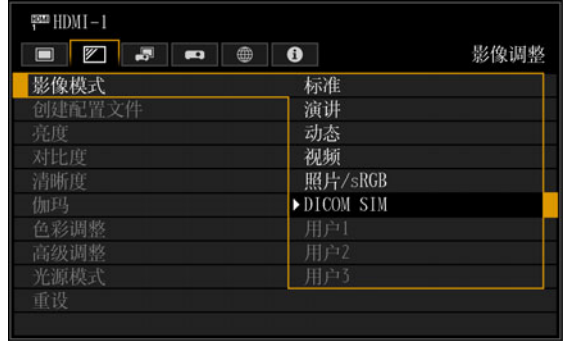 HDMI-1
影像调整
影像模式
标准
创建配置文件
演讲
亮度
动态
对比度
视频
清晰度
照片/sRGB
伽玛
DICOM SIM
色彩调整
用户1
高级调整
用户2
光源模式
用户3
重设